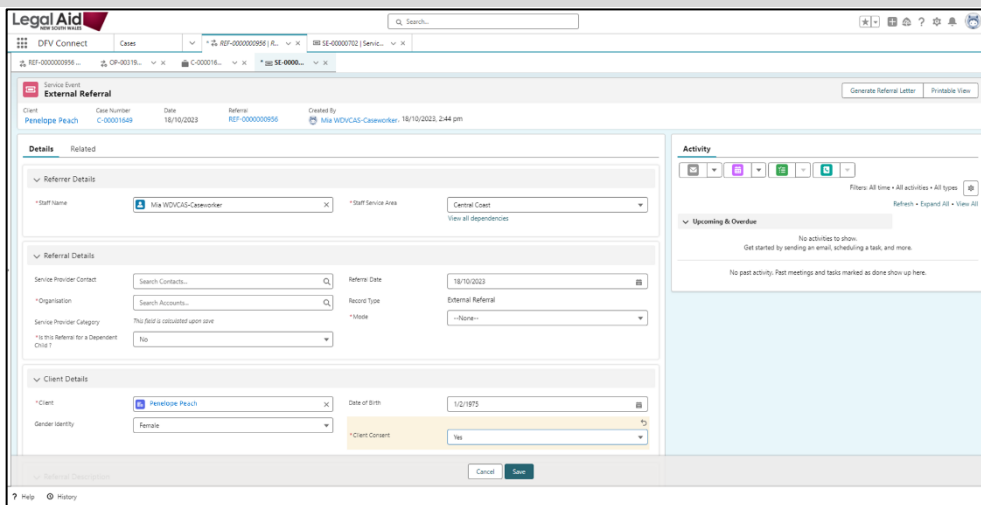 Legal Aid
NEW SOUTH WALES
Search...
DFV Connect
Cases
* REF-0000000956 | R...
SE-00000702 | Servic...
REF-0000000956 ...
OP-00319...
C-000016...
* SE-0000...
Service Event
External Referral
Generate Referral Letter
Printable View
Client
Case Number
Date
Referral
Created By
Penelope Peach
C-00001649
18/10/2023
REF-0000000956
Mia WDVCAS-Caseworker, 18/10/2023, 2:44 pm
Details
Related
Referrer Details
*Staff Name
Mia WDVCAS-Caseworker
*Staff Service Area
Central Coast
View all dependencies
Referral Details
Service Provider Contact
Search Contacts...
Referral Date
18/10/2023
*Organisation
Search Accounts...
Record Type
External Referral
Service Provider Category
This field is calculated upon save
*Mode
--None--
*Is this Referral for a Dependent
Child ?
No
Client Details
*Client
Penelope Peach
Date of Birth
1/2/1975
Gender Identity
Female
*Client Consent
Yes
Referral Description
Cancel
Save
Activity
Filters: All time • All activities • All types
Refresh • Expand All • View All
Upcoming & Overdue
No activities to show.
Get started by sending an email, scheduling a task, and more.
No past activity. Past meetings and tasks marked as done show up here.
? Help
History